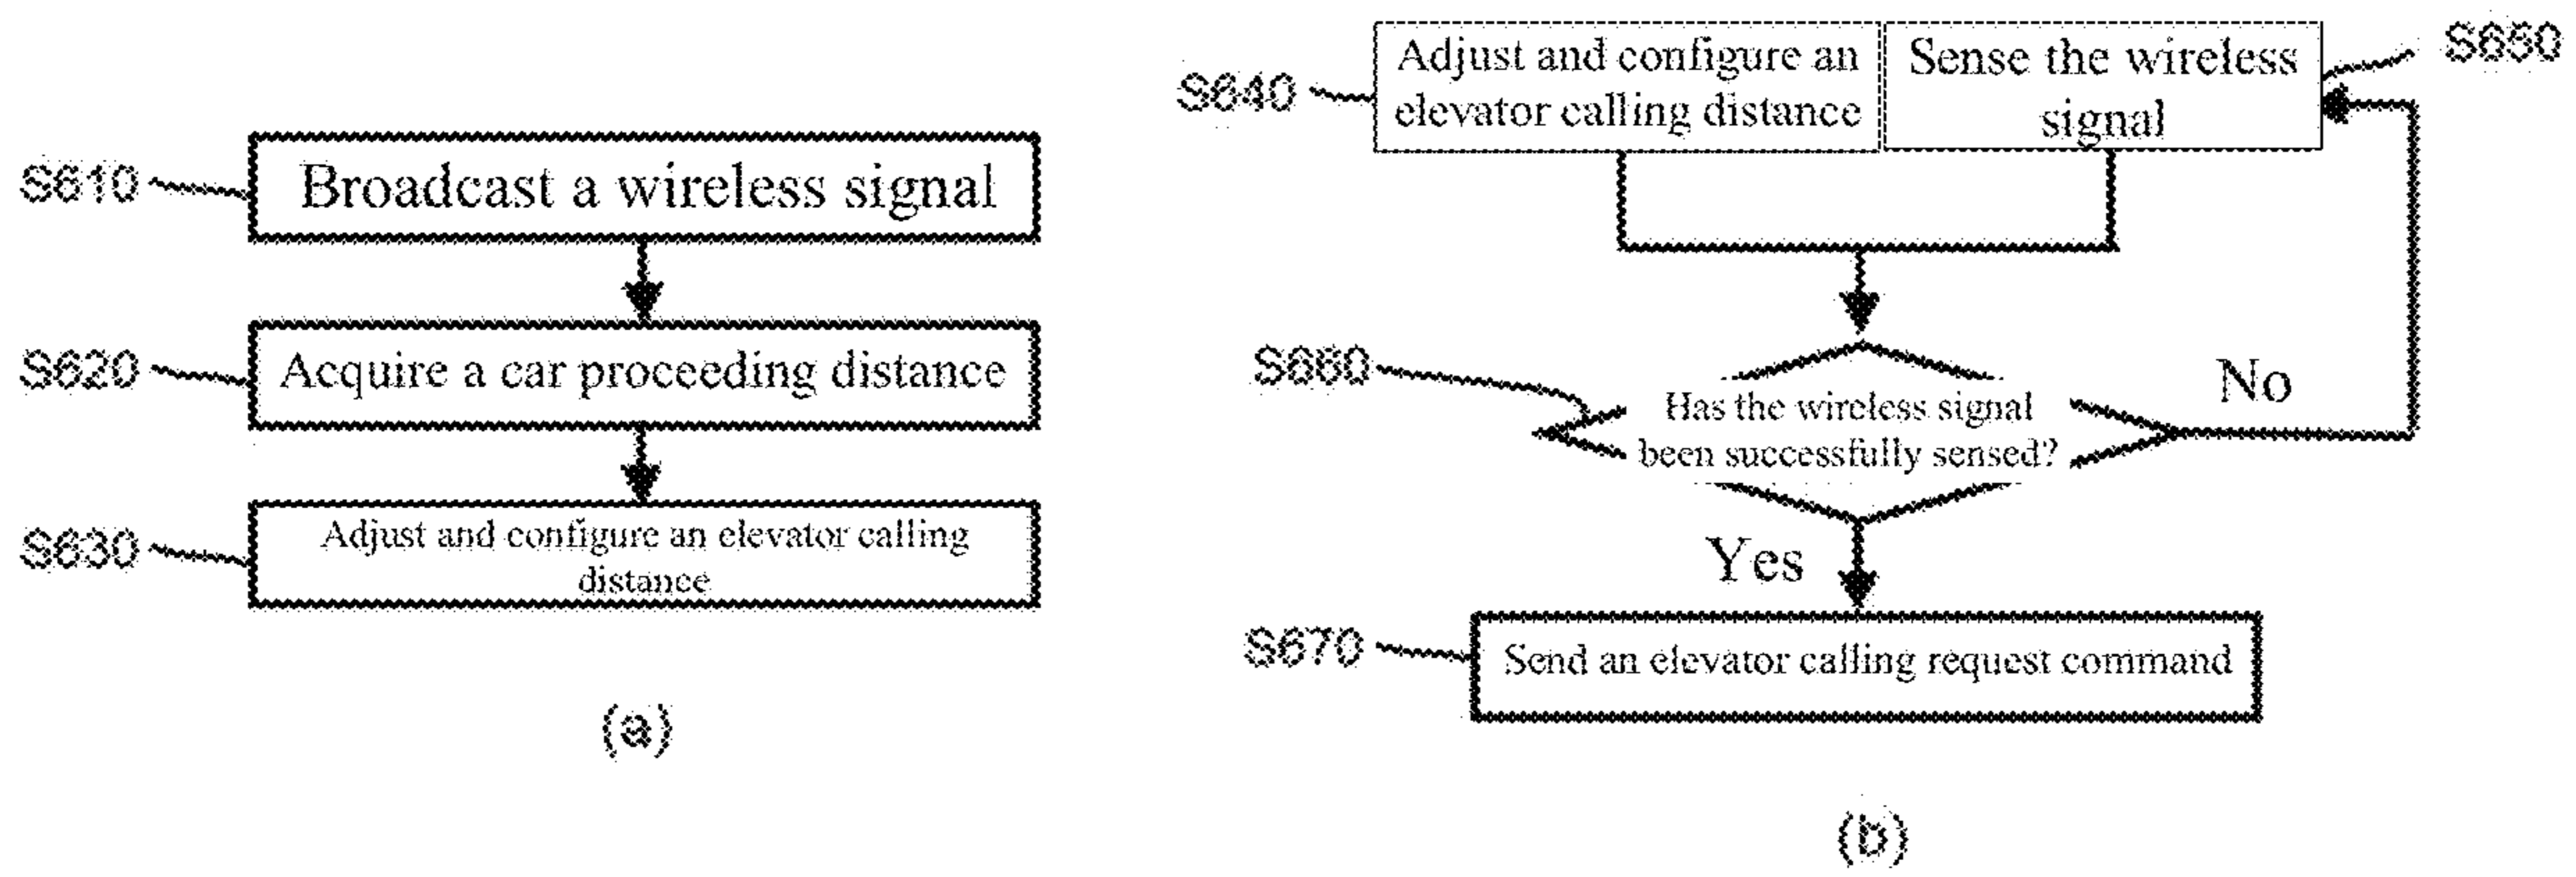 S610
Broadcast a wireless signal
S620
Acquire a car proceeding distance
S630
Adjust and configure an elevator calling
distance
(a)
S640
Adjust and configure an
elevator calling distance
Sense the wireless
signal
S650
S660
Has the wireless signal
been successfully sensed?
No
Yes
S670
Send an elevator calling request command
(b)